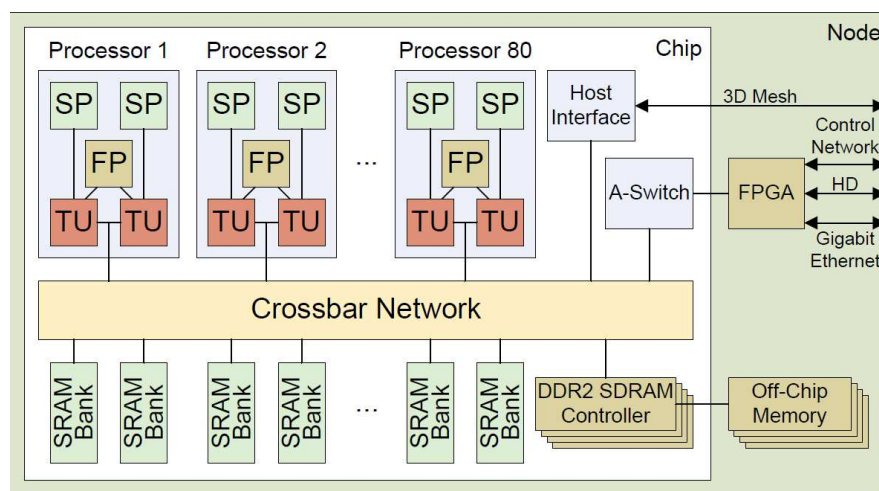 Node
Processor 1
Processor 2
Processor 80
Chip
SP
SP
SP
SP
SP
SP
Host
Interface
3D Mesh
FP
FP
...
FP
Control
Network
A-Switch
FPGA
HD
TU
TU
TU
TU
TU
TU
Gigabit
Ethernet
Crossbar Network
SRAM
Bank
SRAM
Bank
SRAM
Bank
SRAM
Bank
...
SRAM
Bank
SRAM
Bank
DDR2 SDRAM
Controller
Off-Chip
Memory